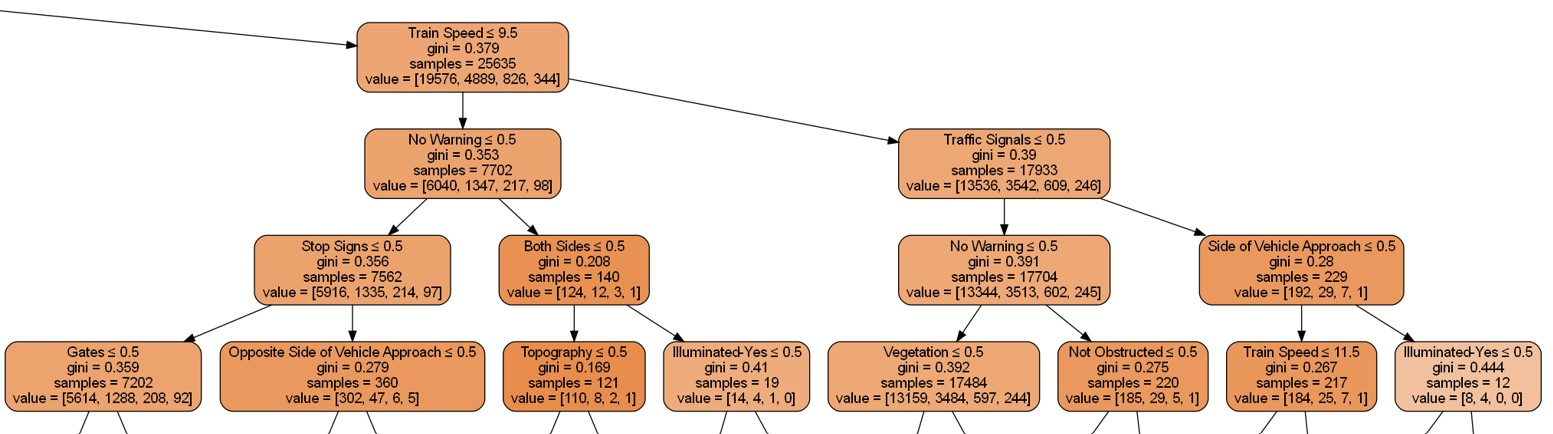 Train Speed ≤ 9.5
gini = 0.379
samples = 25635
value = [19576, 4889, 826, 344]
No Warning ≤ 0.5
gini = 0.353
samples = 7702
value = [6040, 1347, 217, 98]
Traffic Signals ≤ 0.5
gini = 0.39
samples = 17933
value = [13536, 3542, 609, 246]
Stop Signs ≤ 0.5
gini = 0.356
samples = 7562
value = [5916, 1335, 214, 97]
Both Sides ≤ 0.5
gini = 0.208
samples = 140
value = [124, 12, 3, 1]
No Warning ≤ 0.5
gini = 0.391
samples = 17704
value = [13344, 3513, 602, 245]
Side of Vehicle Approach ≤ 0.5
gini = 0.28
samples = 229
value = [192, 29, 7, 1]
Gates ≤ 0.5
gini = 0.359
samples = 7202
value = [5614, 1288, 208, 92]
Opposite Side of Vehicle Approach ≤ 0.5
gini = 0.279
samples = 360
value = [302, 47, 6, 5]
Topography ≤ 0.5
gini = 0.169
samples = 121
value = [110, 8, 2, 1]
Illuminated-Yes ≤ 0.5
gini = 0.41
samples = 19
value = [14, 4, 1, 0]
Vegetation ≤ 0.5
gini = 0.392
samples = 17484
value = [13159, 3484, 597, 244]
Not Obstructed ≤ 0.5
gini = 0.275
samples = 220
value = [185, 29, 5, 1]
Train Speed ≤ 11.5
gini = 0.267
samples = 217
value = [184, 25, 7, 1]
Illuminated-Yes ≤ 0.5
gini = 0.444
samples = 12
value = [8, 4, 0, 0]